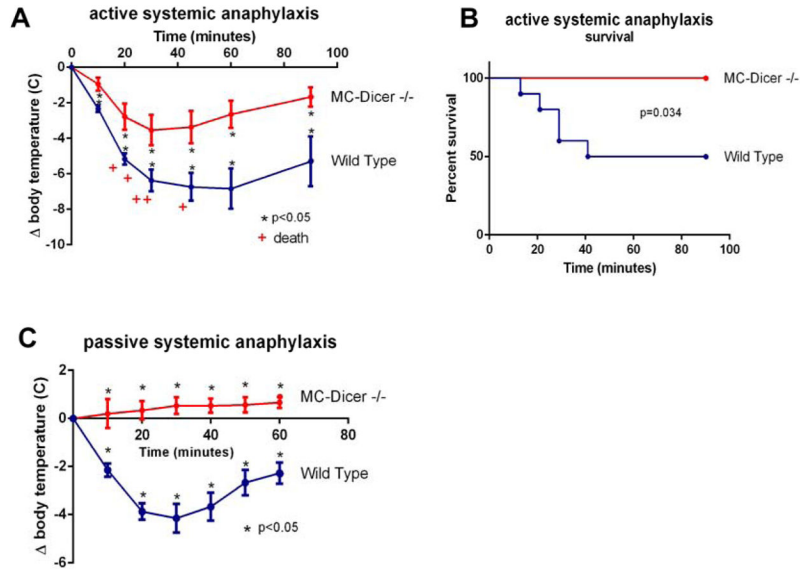 A
active systemic anaphylaxis
Time (minutes)
0 20 40 60 80 100
0
-2
-4
-6
-8
-10
Δ body temperature (C)
MC-Dicer -/-
Wild Type
* p<0.05
+ death
B
active systemic anaphylaxis
survival
100
50
0
Percent survival
MC-Dicer -/-
p=0.034
Wild Type
0 20 40 60 80 100
Time (minutes)
C
passive systemic anaphylaxis
2
0
-2
-4
-6
Δ body temperature (C)
MC-Dicer -/-
20 40 60 80
Time (minutes)
Wild Type
* p<0.05